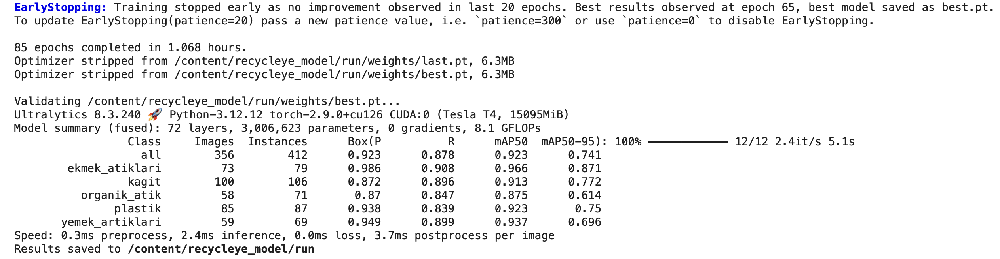 EarlyStopping: Training stopped early as no improvement observed in last 20 epochs. Best results observed at epoch 65, best model saved as best.pt.
To update EarlyStopping(patience=20) pass a new patience value, i.e. `patience=300` or use `patience=0` to disable EarlyStopping.
85 epochs completed in 1.068 hours.
Optimizer stripped from /content/recycleye_model/run/weights/last.pt, 6.3MB
Optimizer stripped from /content/recycleye_model/run/weights/best.pt, 6.3MB
Validating /content/recycleye_model/run/weights/best.pt...
Ultralytics 8.3.240 🚀 Python-3.12.12 torch-2.9.0+cu126 CUDA:0 (Tesla T4, 15095MiB)
Model summary (fused): 72 layers, 3,006,623 parameters, 0 gradients, 8.1 GFLOPs
Class Images Instances Box(P R mAP50 mAP50-95): 100% ━━━━━━━━━━━━ 12/12 2.4it/s 5.1s
all 356 412 0.923 0.878 0.923 0.741
ekmek_atiklari 73 79 0.986 0.908 0.966 0.871
kagit 100 106 0.872 0.896 0.913 0.772
organik_atik 58 71 0.87 0.847 0.875 0.614
plastik 85 87 0.938 0.839 0.923 0.75
yemek_artiklari 59 69 0.949 0.899 0.937 0.696
Speed: 0.3ms preprocess, 2.4ms inference, 0.0ms loss, 3.7ms postprocess per image
Results saved to /content/recycleye_model/run